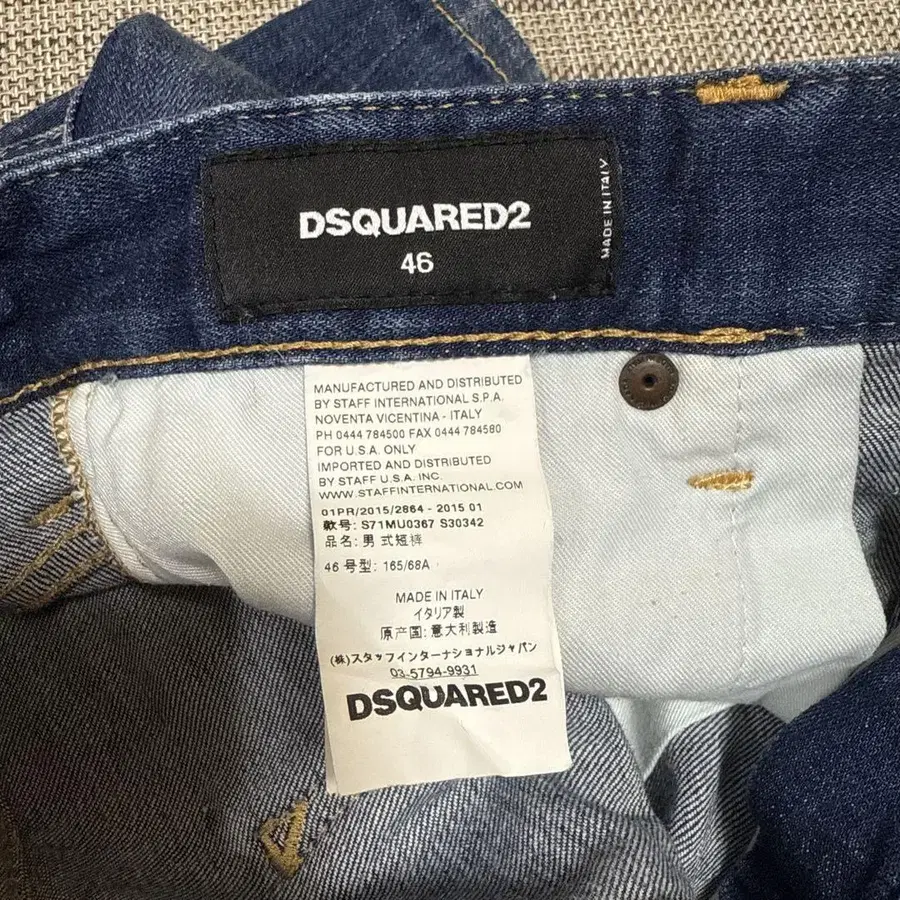 DSQUARED2
46
MADE IN ITALY
MANUFACTURED AND DISTRIBUTED
BY STAFF INTERNATIONAL S.P.A.
NOVENTA VICENTINA - ITALY
PH 0444 784500 FAX 0444 784580
FOR U.S.A. ONLY
IMPORTED AND DISTRIBUTED
BY STAFF U.S.A. INC.
WWW.STAFFINTERNATIONAL.COM
01PR/2015/2864 - 2015 01
款号: S71MU0367 S30342
品名: 男式短裤
46 号型: 165/68A
MADE IN ITALY
イタリア製
原产国: 意大利製造
(株)スタッフインターナショナルジャパン
03-5794-9931
DSQUARED2